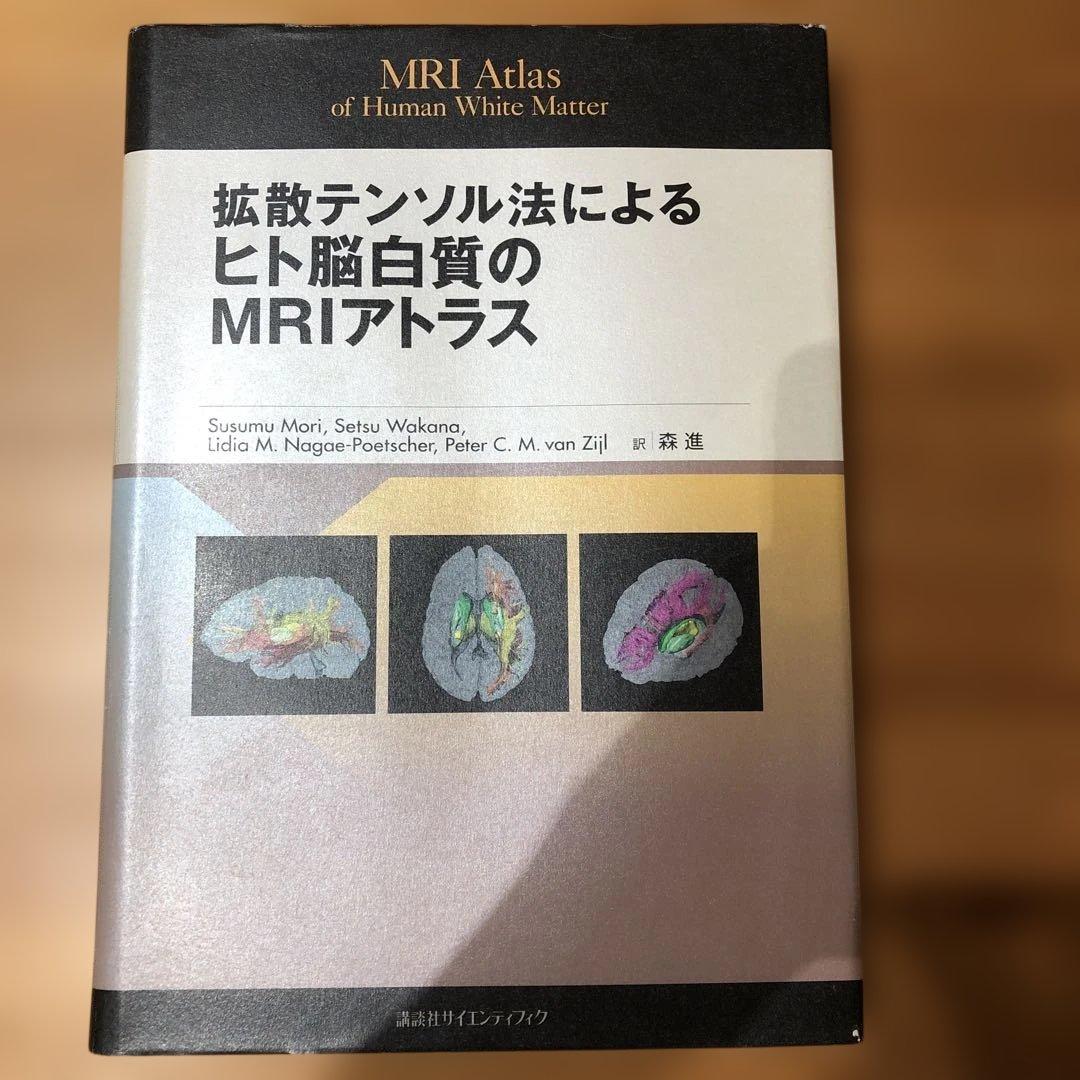 MRI Atlas
of Human White Matter
拡散テンソル法による
ヒト脳白質の
MRIアトラス
Susumu Mori, Setsu Wakana,
Lidia M. Nagae-Poetscher, Peter C. M. van Zijl 訳 森 進
講談社サイエンティフィク